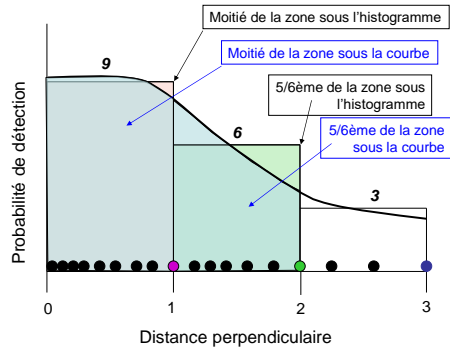 Moitié de la zone sous l'histogramme
9
Moitié de la zone sous la courbe
5/6ème de la zone
sous
l'histogramme
6
5/6ème de la zone
sous la courbe
3
Probabilité de détection
0
1
2
3
Distance perpendiculaire